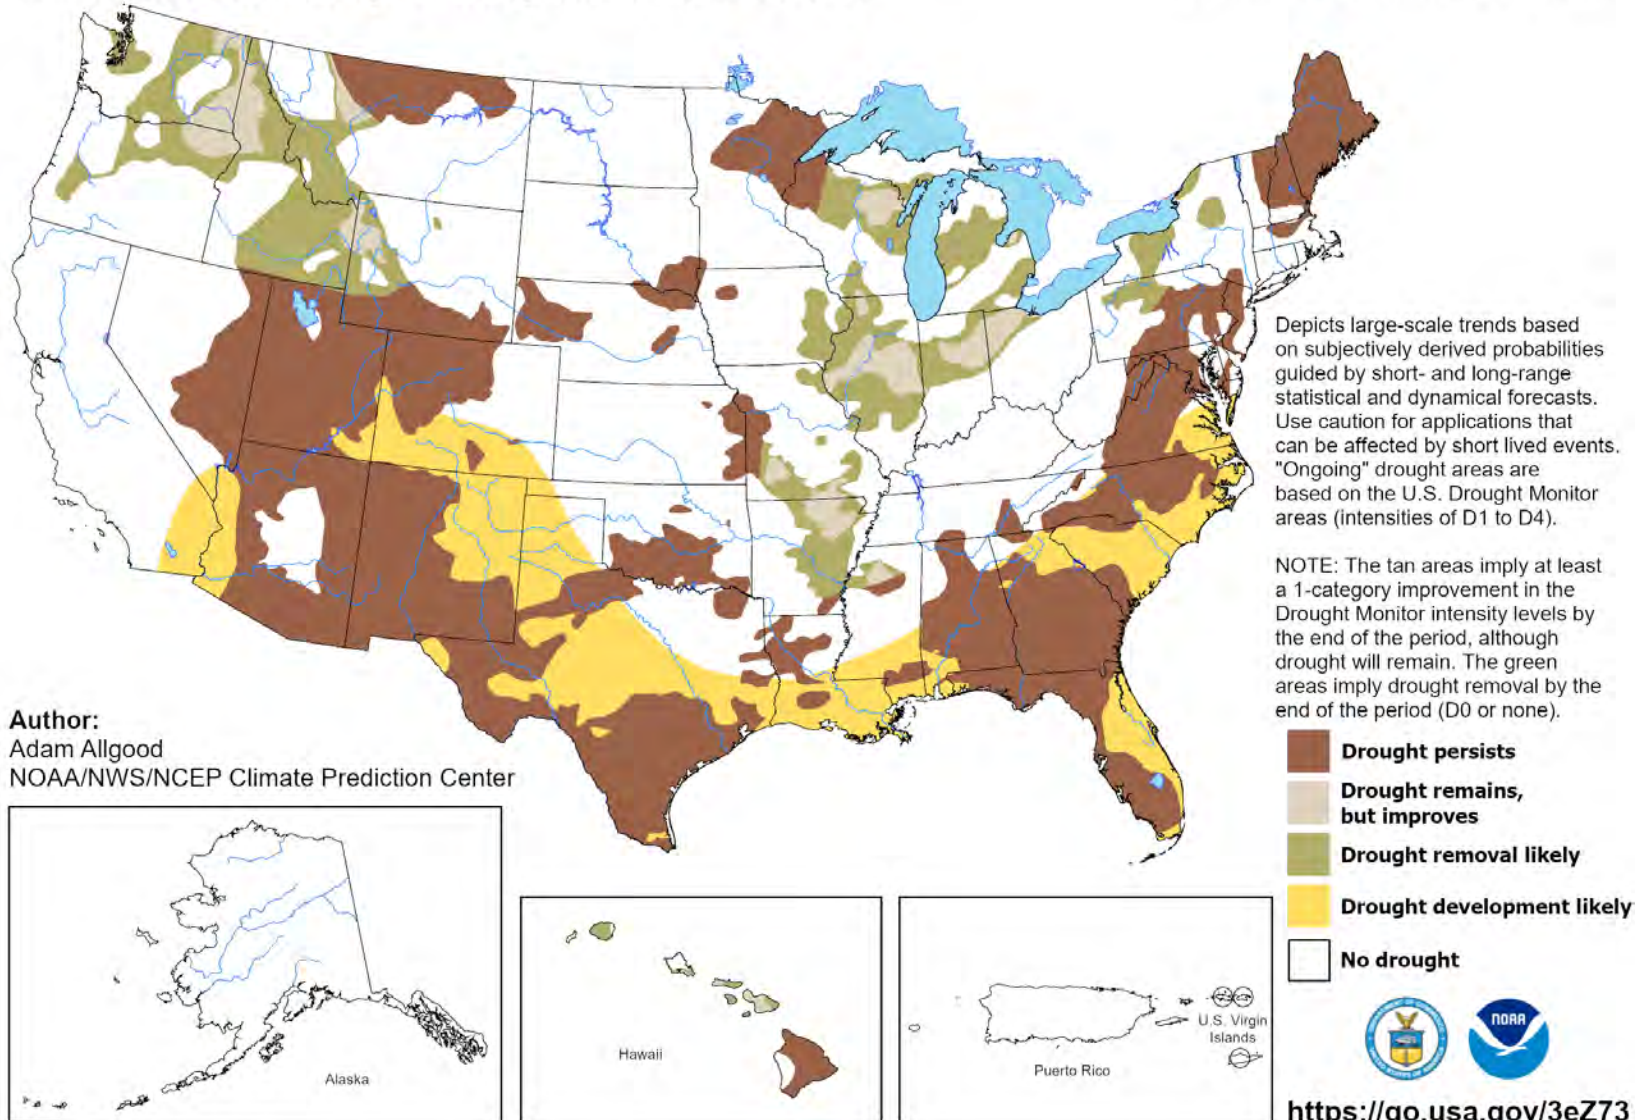 Depicts large-scale trends based
on subjectively derived probabilities
guided by short- and long-range
statistical and dynamical forecasts.
Use caution for applications that
can be affected by short lived events.
"Ongoing" drought areas are
based on the U.S. Drought Monitor
areas (intensities of D1 to D4).
NOTE: The tan areas imply at least
a 1-category improvement in the
Drought Monitor intensity levels by
the end of the period, although
drought will remain. The green
areas imply drought removal by the
end of the period (D0 or none).
Author:
Adam Allgood
NOAA/NWS/NCEP Climate Prediction Center
Drought persists
Drought remains,
but improves
Drought removal likely
Drought development likely
No drought
Alaska
Hawaii
Puerto Rico
U.S. Virgin
Islands
NOAA
https://go.usa.gov/3eZ73